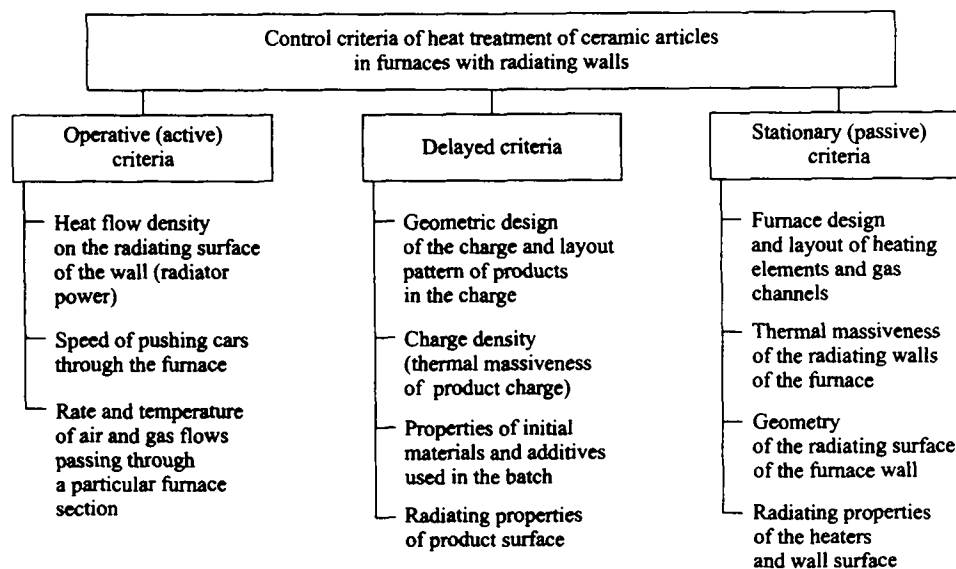 Control criteria of heat treatment of ceramic articles
in furnaces with radiating walls
Operative (active)
criteria
Heat flow density
on the radiating surface
of the wall (radiator
power)
Speed of pushing cars
through the furnace
Rate and temperature
of air and gas flows
passing through
a particular furnace
section
Delayed criteria
Geometric design
of the charge and layout
pattern of products
in the charge
Charge density
(thermal massiveness
of product charge)
Properties of initial
materials and additives
used in the batch
Radiating properties
of product surface
Stationary (passive)
criteria
Furnace design
and layout of heating
elements and gas
channels
Thermal massiveness
of the radiating walls
of the furnace
Geometry
of the radiating surface
of the furnace wall
Radiating properties
of the heaters
and wall surface